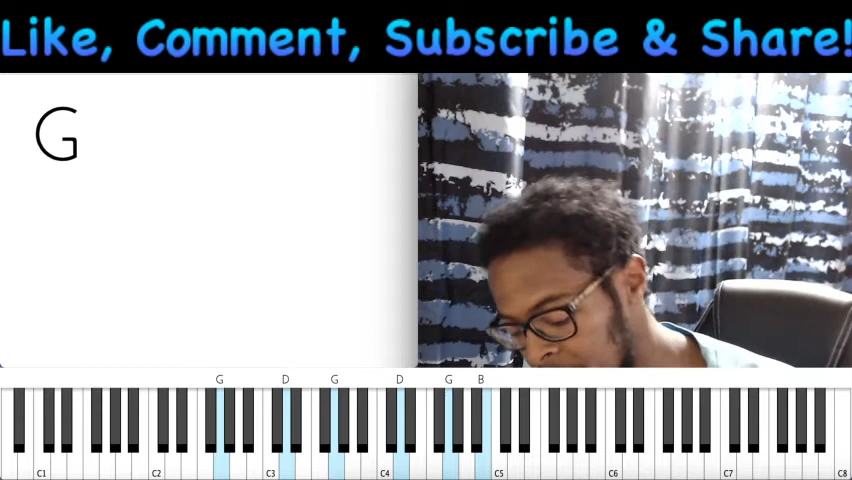 Like, Comment, Subscribe & Share!
G
G D G D G B
C1 C2 C3 C4 C5 C6 C7 C8